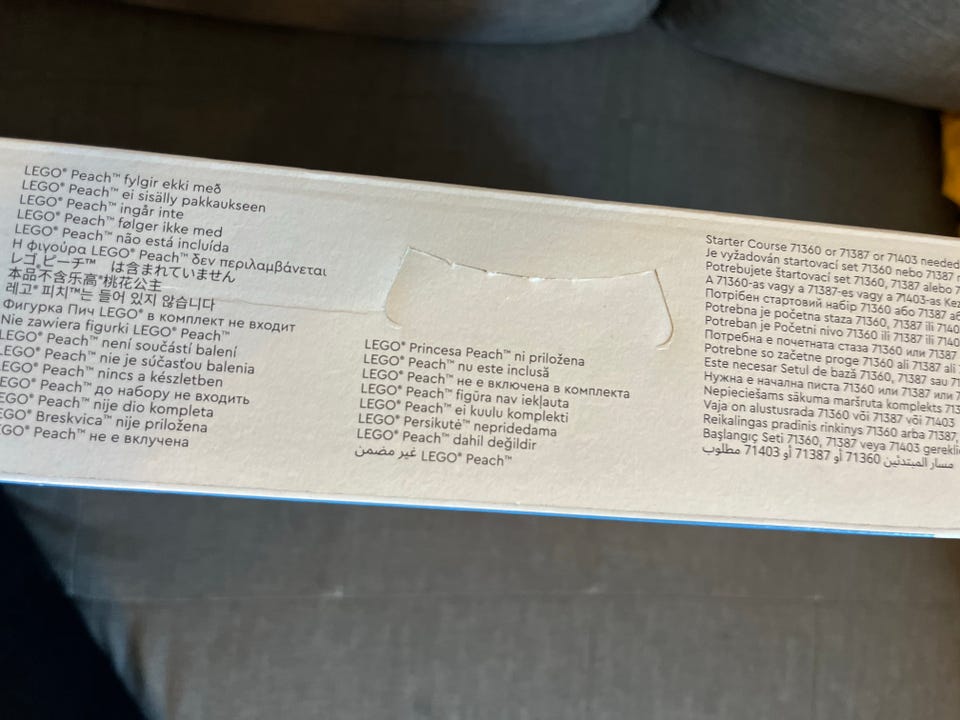 LEGO® Peach™ fylgir ekki með
LEGO® Peach™ ei sisälly pakkaukseen
LEGO® Peach™ ingår inte
LEGO® Peach™ følger ikke med
LEGO® Peach™ não está incluída
Η φιγούρα LEGO® Peach™ δεν περιλαμβάνεται
レゴ®ピーチ™ は含まれていません
本品不含乐高®桃花公主™
레고®피치™는 들어 있지 않습니다
Фигурка Пич LEGO® в комплект не входит
Nie zawiera figurki LEGO® Peach™
LEGO® Peach™ není součástí balení
LEGO® Peach™ nie je súčasťou balenia
LEGO® Peach™ nincs a készletben
LEGO® Peach™ до набору не входить
LEGO® Peach™ nije dio kompleta
LEGO® Breskvica™ nije priložena
LEGO® Peach™ не е вклучена
LEGO® Princesa Peach™ ni priložena
LEGO® Peach™ nu este inclusă
LEGO® Peach™ не е включена в комплекта
LEGO® Peach™ figūra nav iekļauta
LEGO® Peach™ ei kuulu komplekti
LEGO® Persikutė™ nepridedama
LEGO® Peach™ dahil değildir
غير مضمن LEGO® Peach™
Starter Course 71360 or 71387 or 71403 needed
Je vyžadován startovací set 71360 nebo 71387
Potrebujete štartovací set 71360, 71387 alebo
A 71360-as vagy a 71387-es vagy a 71403-as
Потрібен стартовий набір 71360 або 71387
Potrebna je početna staza 71360, 71387 ili
Potreban je Početni nivo 71360 ili 71387 ili
Потребна е почетната стаза 71360 или 71387
Potrebne so začetne proge 71360 ali 71387 ali
Este necesar Setul de bază 71360, 71387 sau
Нужна е начална писта 71360 или 71387 или
Nepieciešams sākuma maršruta komplekts
Vaja on alustusrada 71360 või 71387 või 71403
Reikalingas pradinis rinkinys 71360 arba 71387,
Başlangıç Seti 71360, 71387 veya 71403
مسار المبتدئين 71360 أو 71387 أو 71403 مطلوب